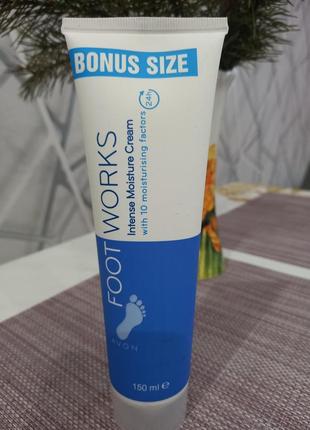 BONUS SIZE
24h
FOOT WORKS
Intense Moisture Cream
with 10 moisturising factors
AVON
150 ml e